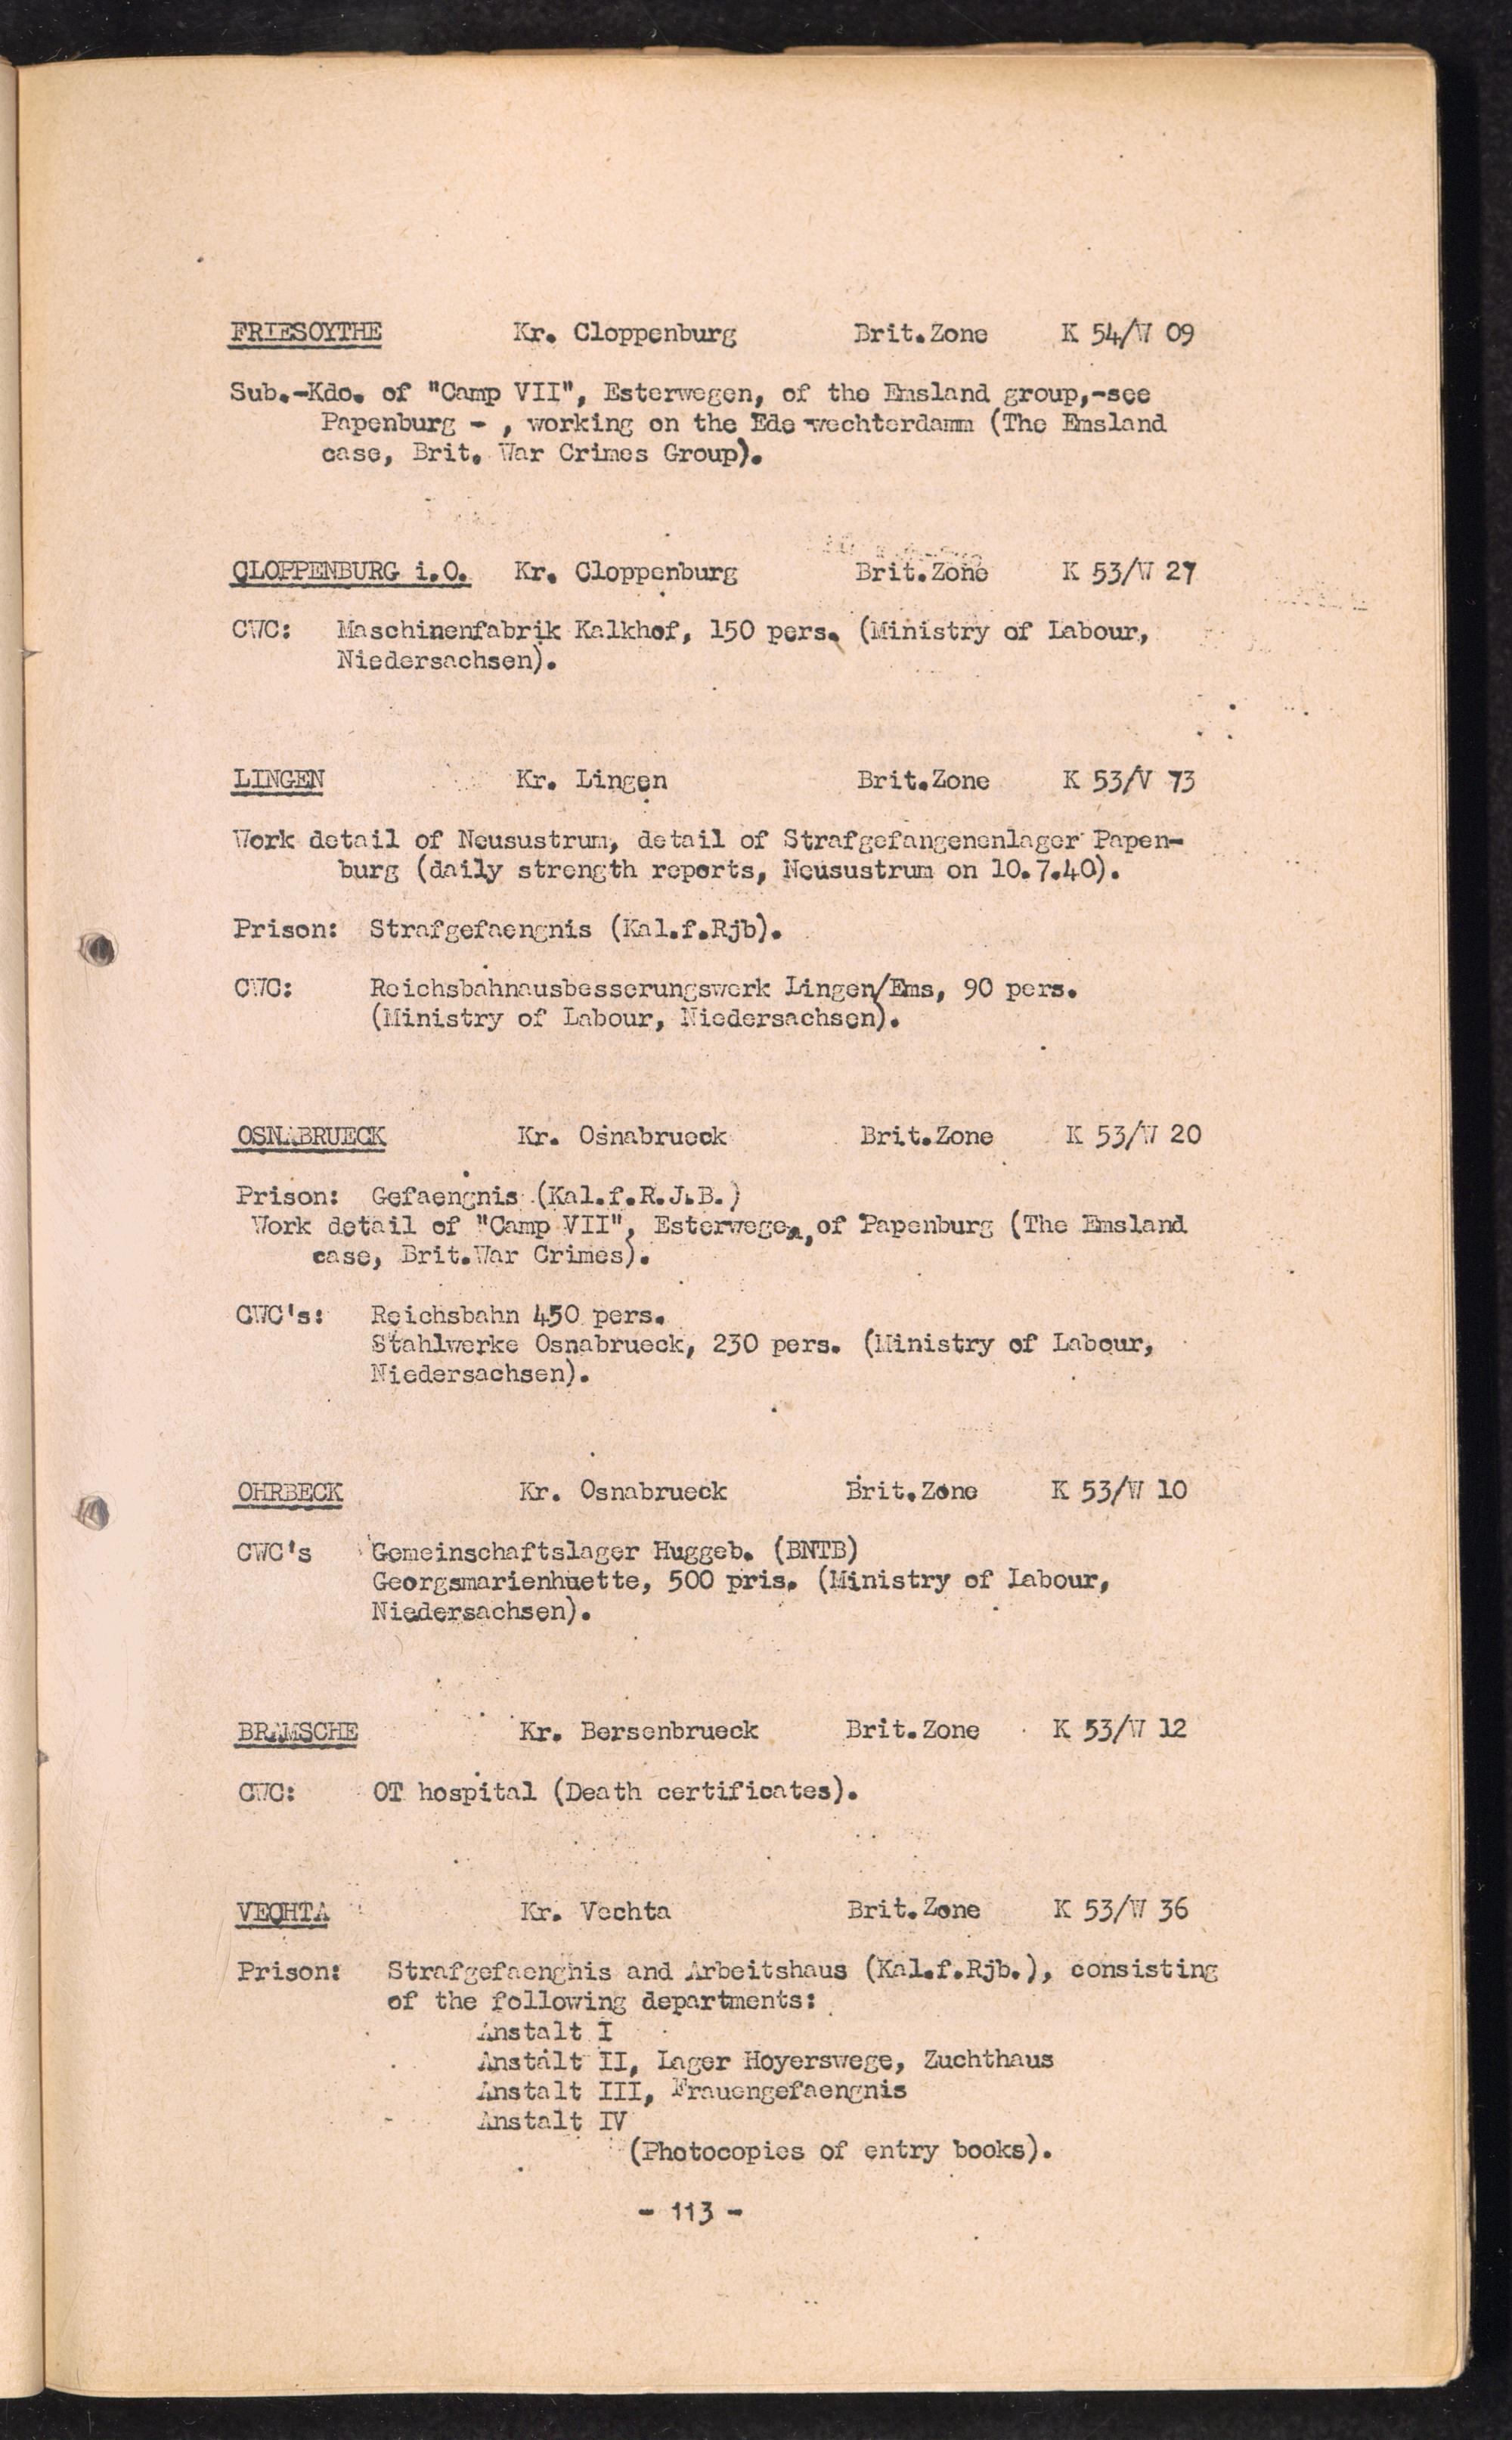 FRIESOYTHE Kr. Cloppenburg Brit.Zone K 54/W 09
Sub.-Kdo. of "Camp VII", Esterwegen, of the Emsland group,-see
Papenburg - , working on the Ede wechterdamm (The Emsland
case, Brit. War Crimes Group).
CLOPPENBURG i.O. Kr. Cloppenburg Brit.Zone K 53/W 27
CWC: Maschinenfabrik Kalkhof, 150 pers. (Ministry of Labour,
Niedersachsen).
LINGEN Kr. Lingen Brit.Zone K 53/V 73
Work detail of Neusustrum, detail of Strafgefangenenlager Papen-
burg (daily strength reports, Neusustrum on 10.7.40).
Prison: Strafgefaengnis (Kal.f.Rjb).
CWC: Reichsbahnausbesserungswerk Lingen/Ems, 90 pers.
(Ministry of Labour, Niedersachsen).
OSNABRUECK Kr. Osnabrueck Brit.Zone K 53/W 20
Prison: Gefaengnis (Kal.f.R.J.B.)
Work detail of "Camp VII", Esterwegen, of Papenburg (The Emsland
case, Brit.War Crimes).
CWC's: Reichsbahn 450 pers.
Stahlwerke Osnabrueck, 230 pers. (Ministry of Labour,
Niedersachsen).
OHRBECK Kr. Osnabrueck Brit.Zone K 53/W 10
CWC's Gemeinschaftslager Huggeb. (BNTB)
Georgsmarienhuette, 500 pris. (Ministry of Labour,
Niedersachsen).
BRAMSCHE Kr. Bersenbrueck Brit.Zone K 53/W 12
CWC: OT hospital (Death certificates).
VECHTA Kr. Vechta Brit.Zone K 53/W 36
Prison: Strafgefaenghis and Arbeitshaus (Kal.f.Rjb.), consisting
of the following departments:
Anstalt I
Anstalt II, Lager Hoyerswege, Zuchthaus
Anstalt III, Frauengefaengnis
Anstalt IV
(Photocopies of entry books).
- 113 -